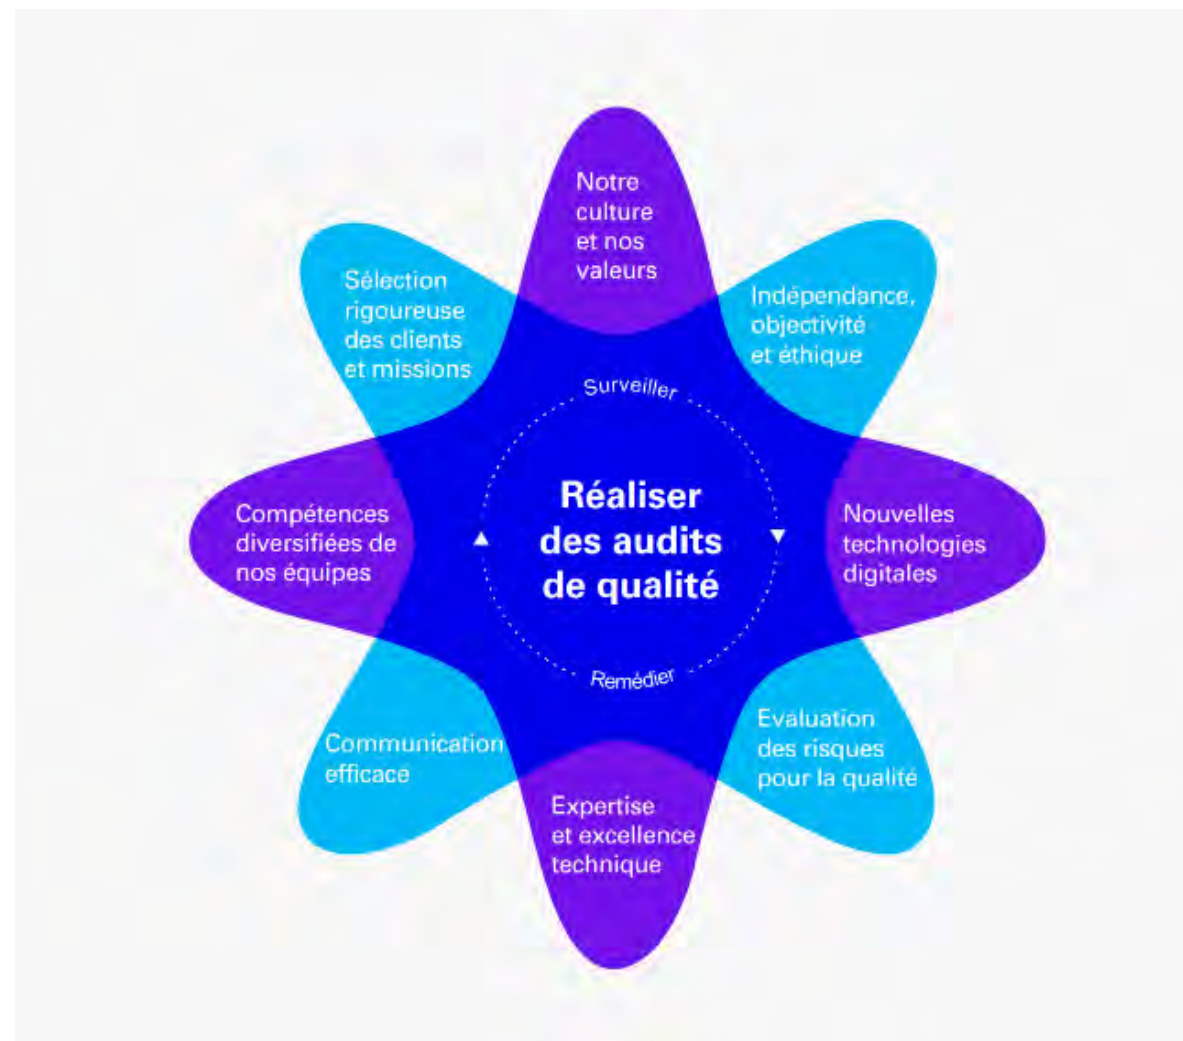 Notre
culture
et nos
valeurs
Indépendance,
objectivité
et éthique
Nouvelles
technologies
digitales
Evaluation
des risques
pour la qualité
Expertise
et excellence
technique
Communication
efficace
Compétences
diversifiées de
nos équipes
Sélection
rigoureuse
des clients
et missions
Surveiller
Réaliser
des audits
de qualité
Remédier